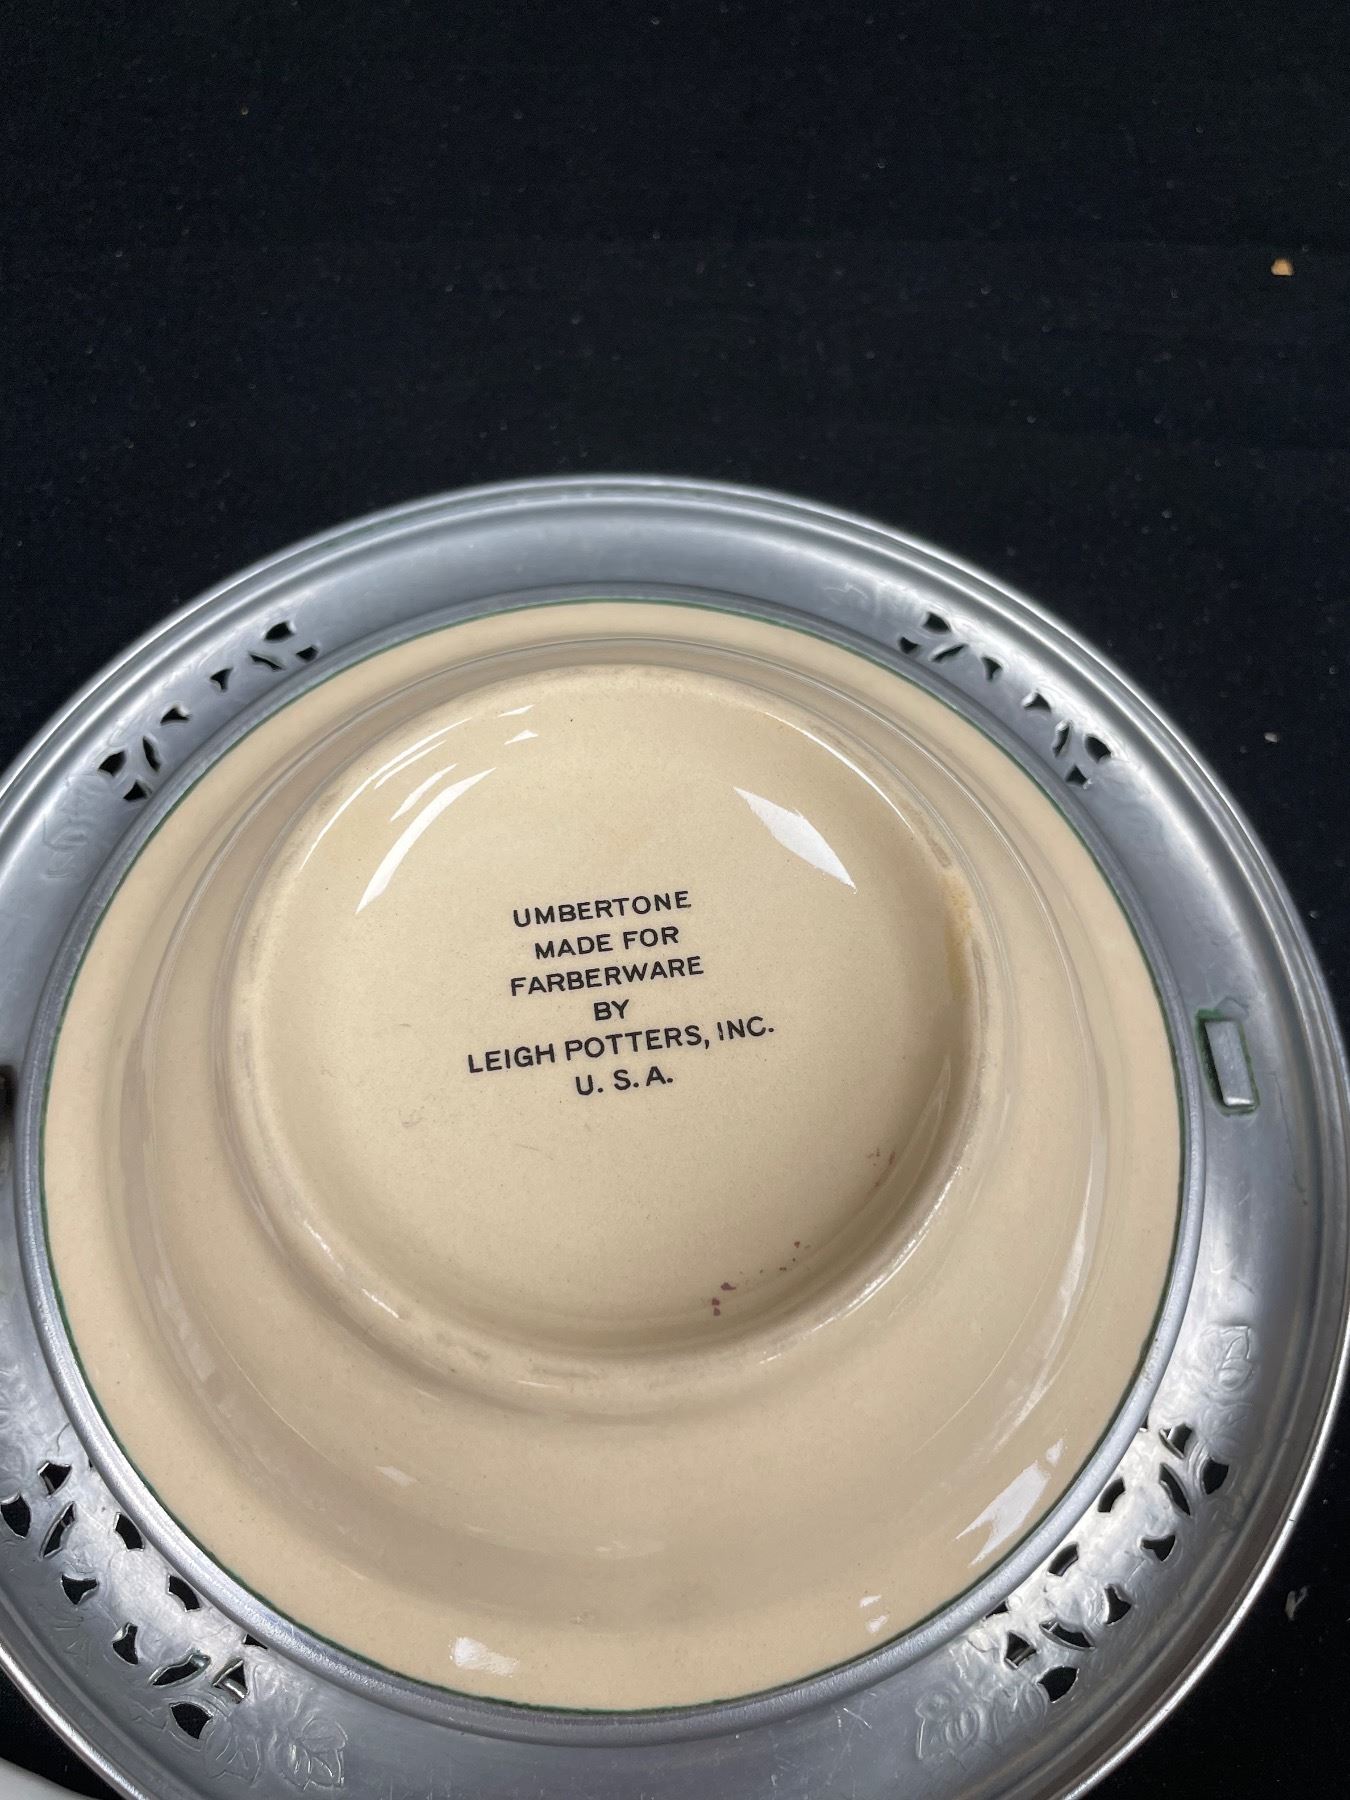 UMBERTONE
MADE FOR
FARBERWARE
BY
LEIGH POTTERS, INC.
U. S. A.